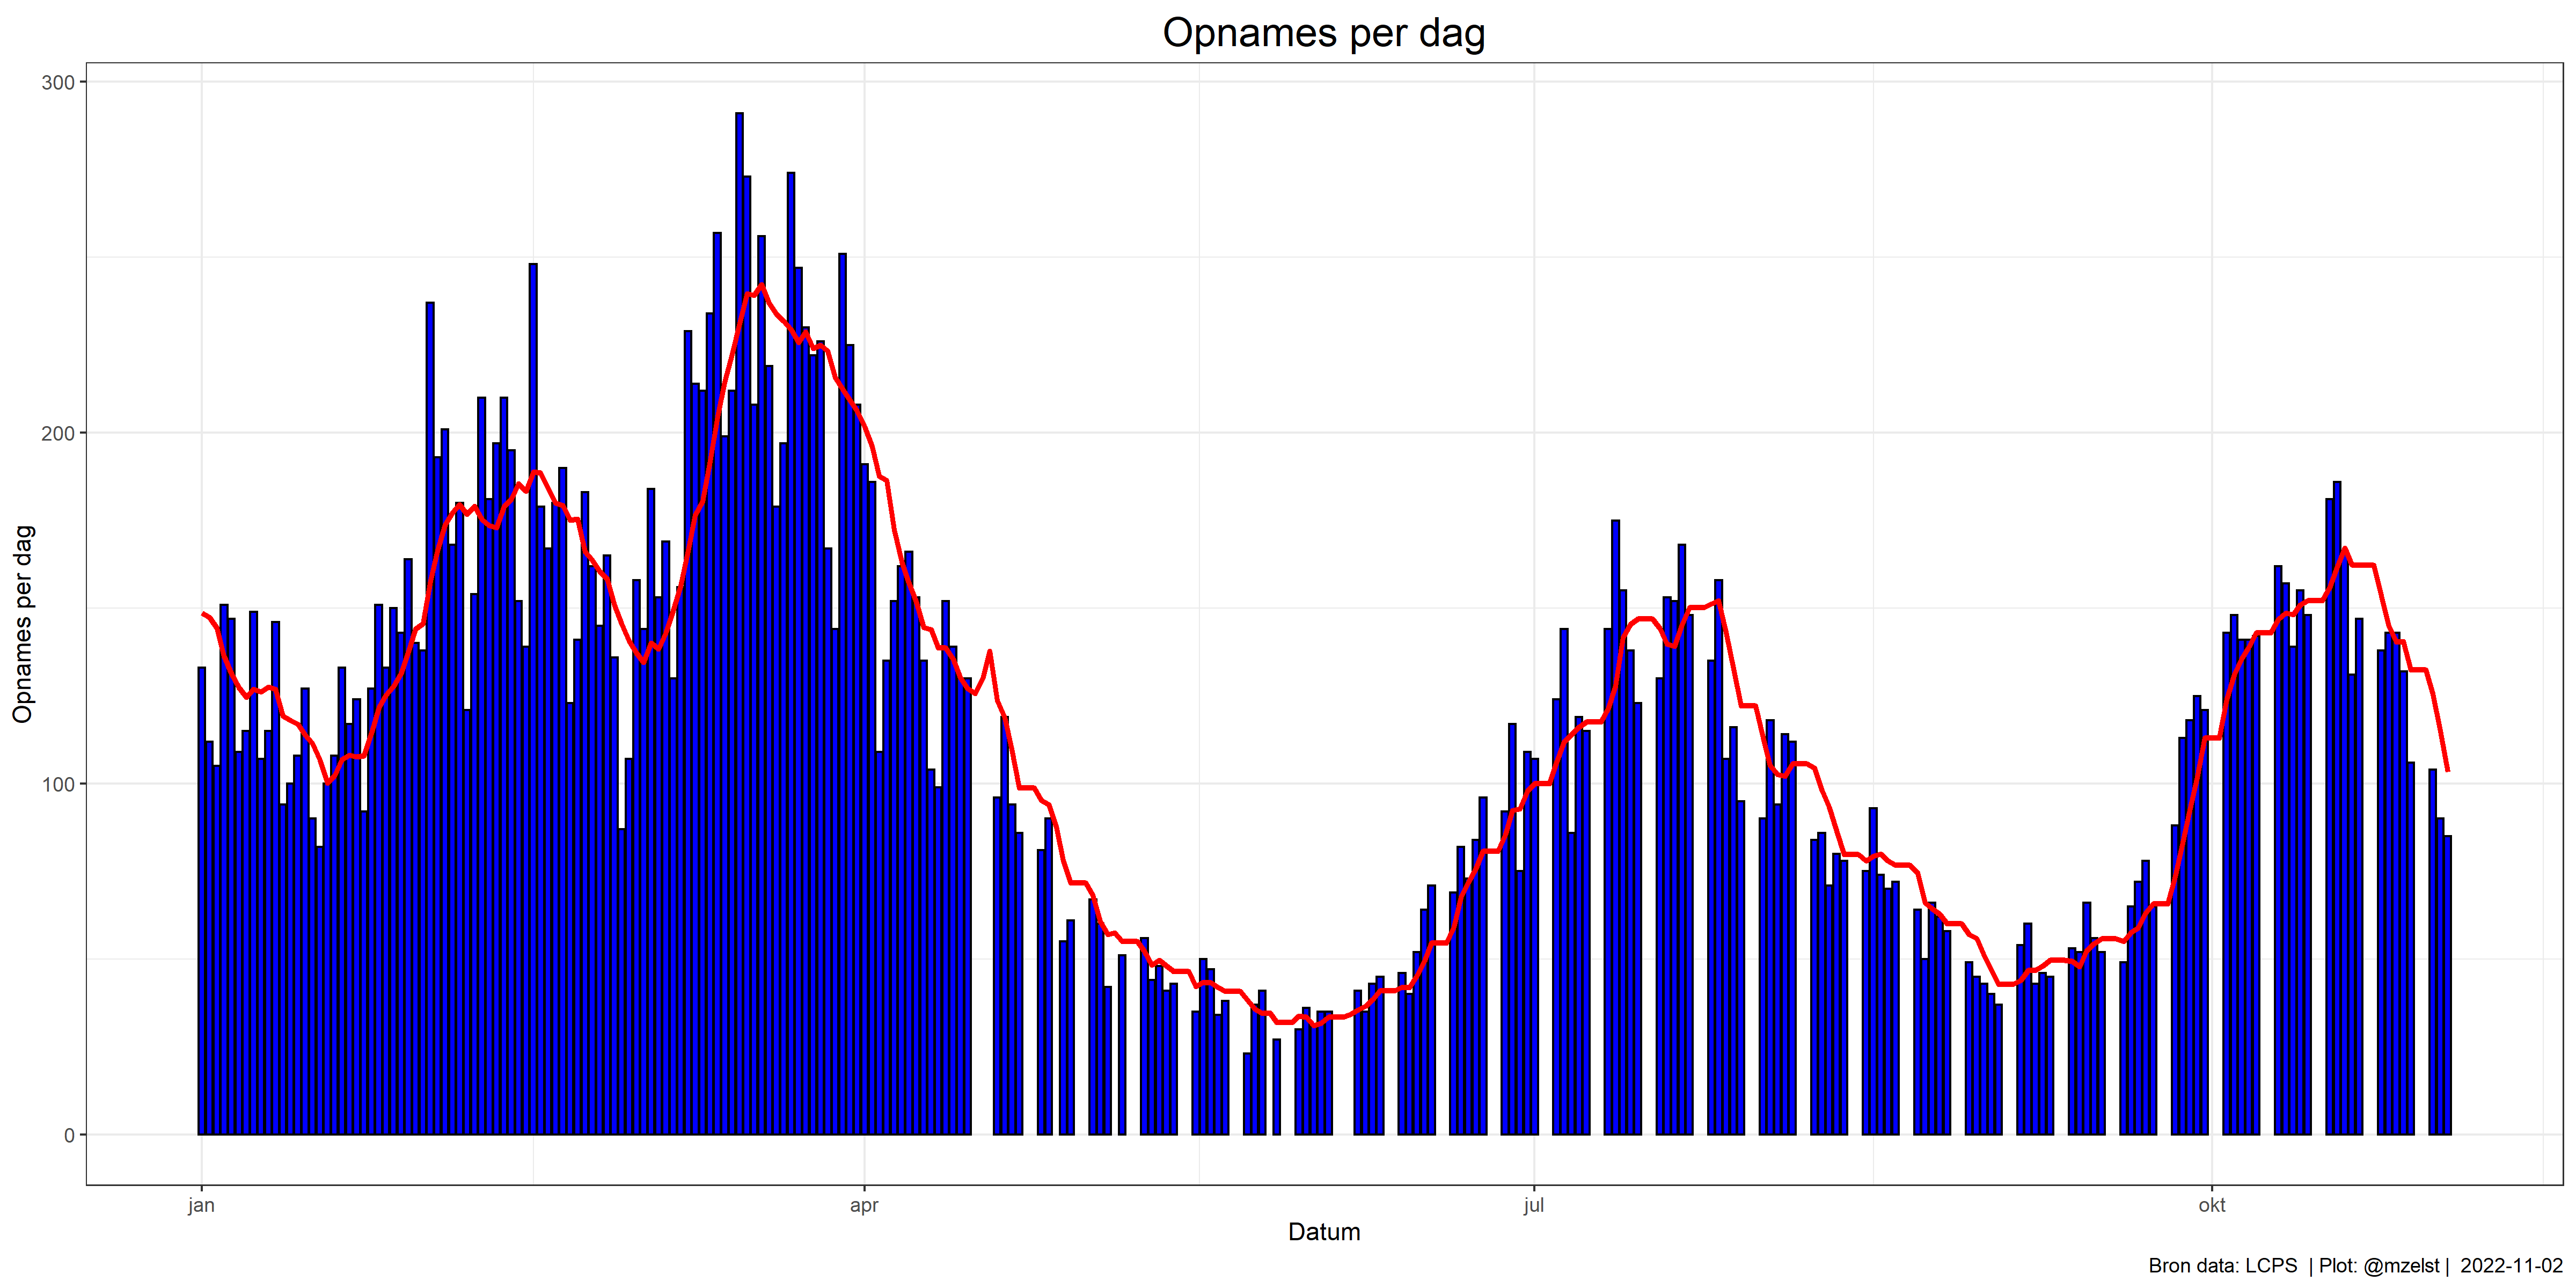 Opnames per dag
300
200
100
0
Opnames per dag
jan
apr
jul
okt
Datum
Bron data: LCPS | Plot: @mzelst | 2022-11-02